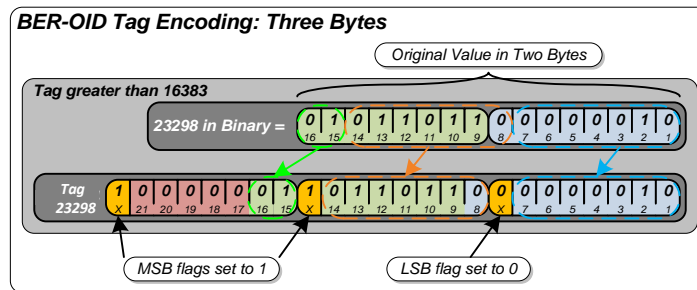 BER-OID Tag Encoding: Three Bytes
Original Value in Two Bytes
Tag greater than 16383
23298 in Binary =
0 1 0 1 1 0 1 1 0 0 0 0 0 0 1 0
16 15 14 13 12 11 10 9 8 7 6 5 4 3 2 1
Tag
23298
1 0 0 0 0 0 0 1 1 0 1 1 0 1 1 0 0 0 0 0 0 0 1 0
X 21 20 19 18 17 16 15 X 14 13 12 11 10 9 8 X 7 6 5 4 3 2 1
MSB flags set to 1
LSB flag set to 0